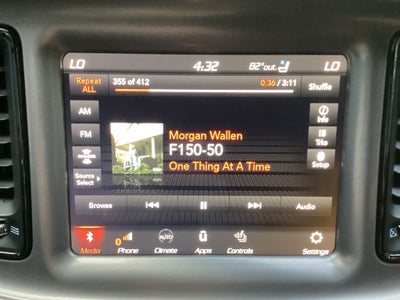 LO
4:32
82° out.
LO
Repeat ALL
355 of 412
0:36 / 3:11
Shuffle
AM
FM
Source Select
Morgan Wallen
F150-50
One Thing At A Time
Info
Trks
Setup
Browse
Audio
Media
0
Phone
AUTO
Climate
Apps
Controls
Settings